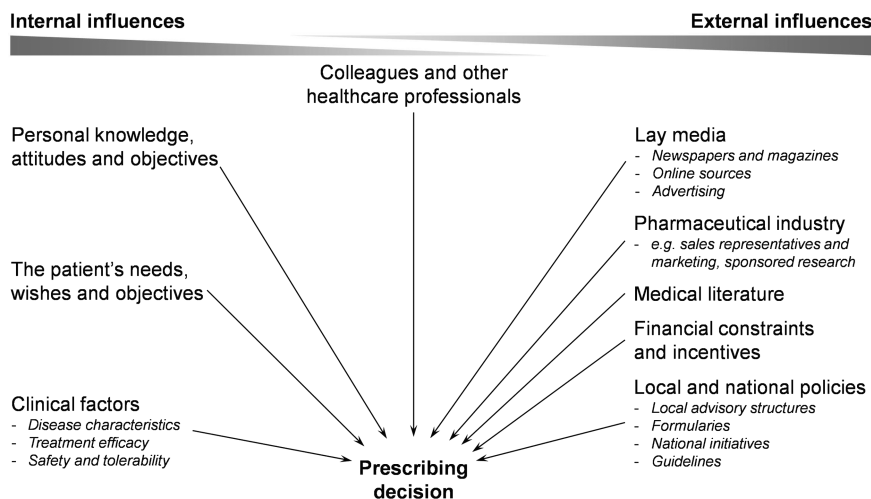 Internal influences
External influences
Colleagues and other
healthcare professionals
Personal knowledge,
attitudes and objectives
The patient's needs,
wishes and objectives
Clinical factors
- Disease characteristics
- Treatment efficacy
- Safety and tolerability
Lay media
- Newspapers and magazines
- Online sources
- Advertising
Pharmaceutical industry
- e.g. sales representatives and
marketing, sponsored research
Medical literature
Financial constraints
and incentives
Local and national policies
- Local advisory structures
- Formularies
- National initiatives
- Guidelines
Prescribing
decision